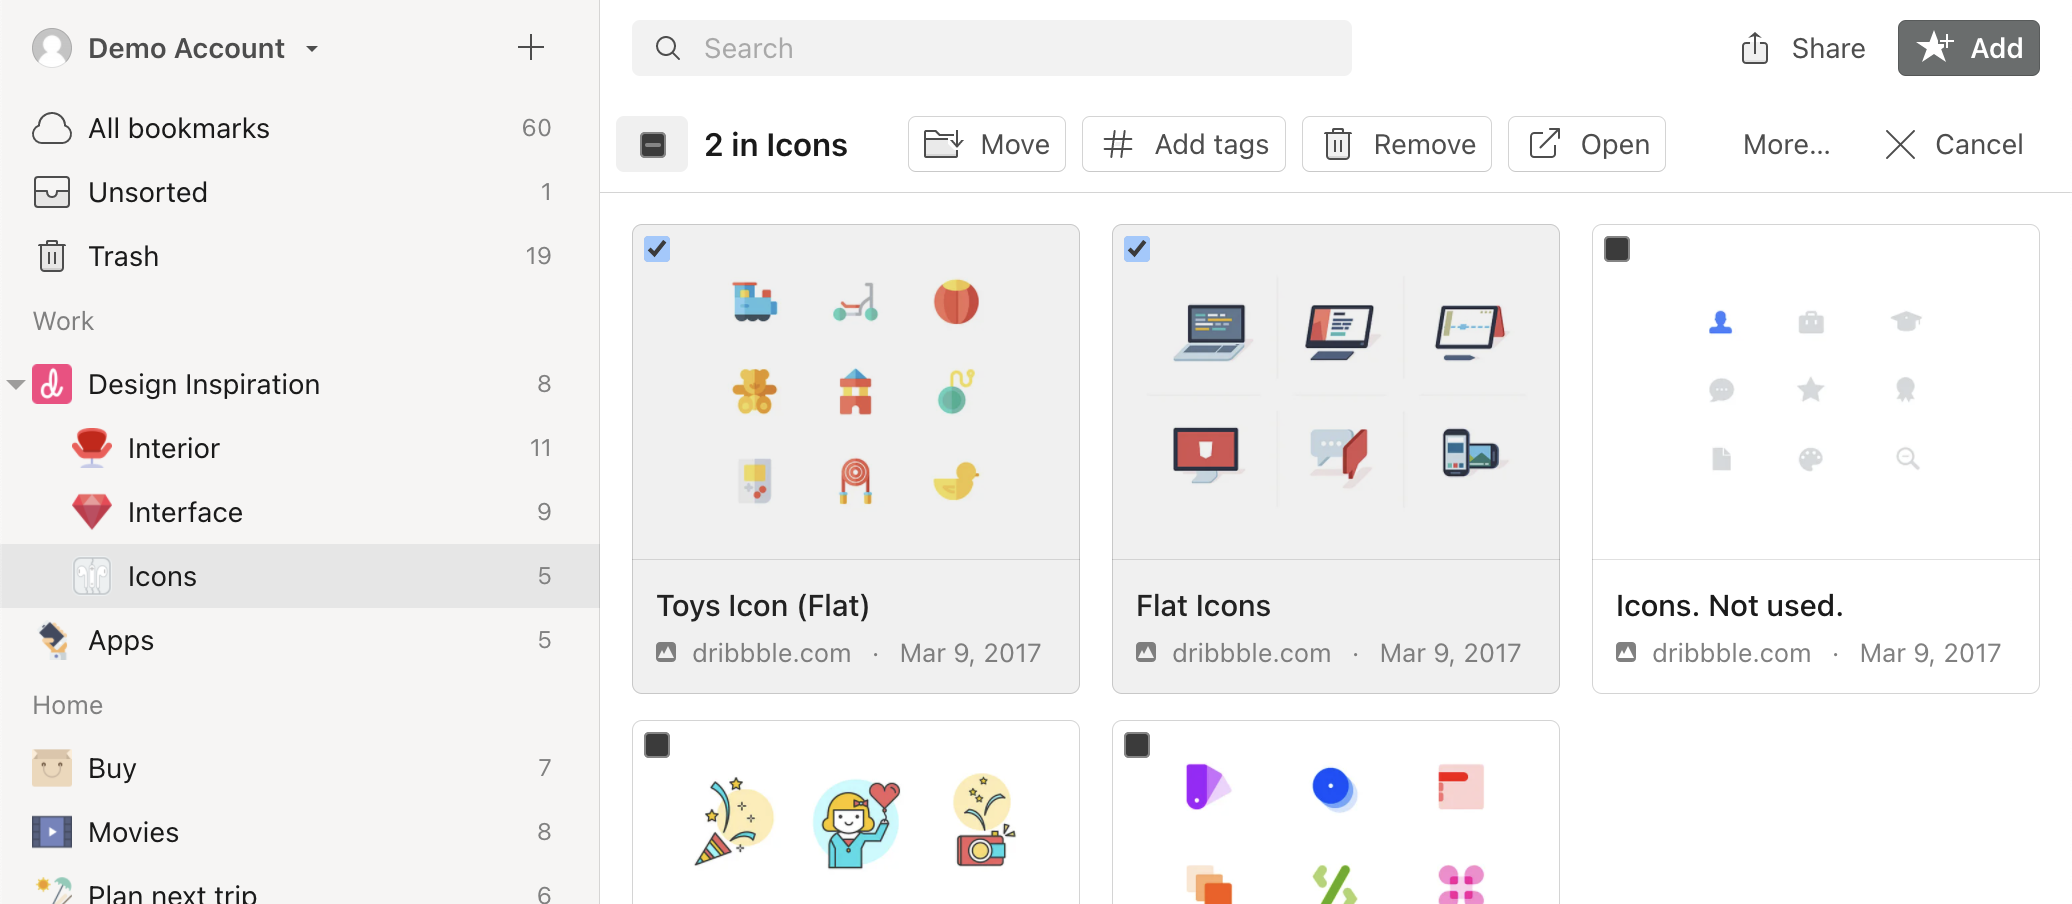 Demo Account
All bookmarks 60
Unsorted 1
Trash 19
Work
Design Inspiration 8
Interior 11
Interface 9
Icons 5
Apps 5
Home
Buy 7
Movies 8
Plan next trip 6
Search
Share
Add
2 in Icons
Move
Add tags
Remove
Open
More...
Cancel
Toys Icon (Flat)
dribbble.com · Mar 9, 2017
Flat Icons
dribbble.com · Mar 9, 2017
Icons. Not used.
dribbble.com · Mar 9, 2017